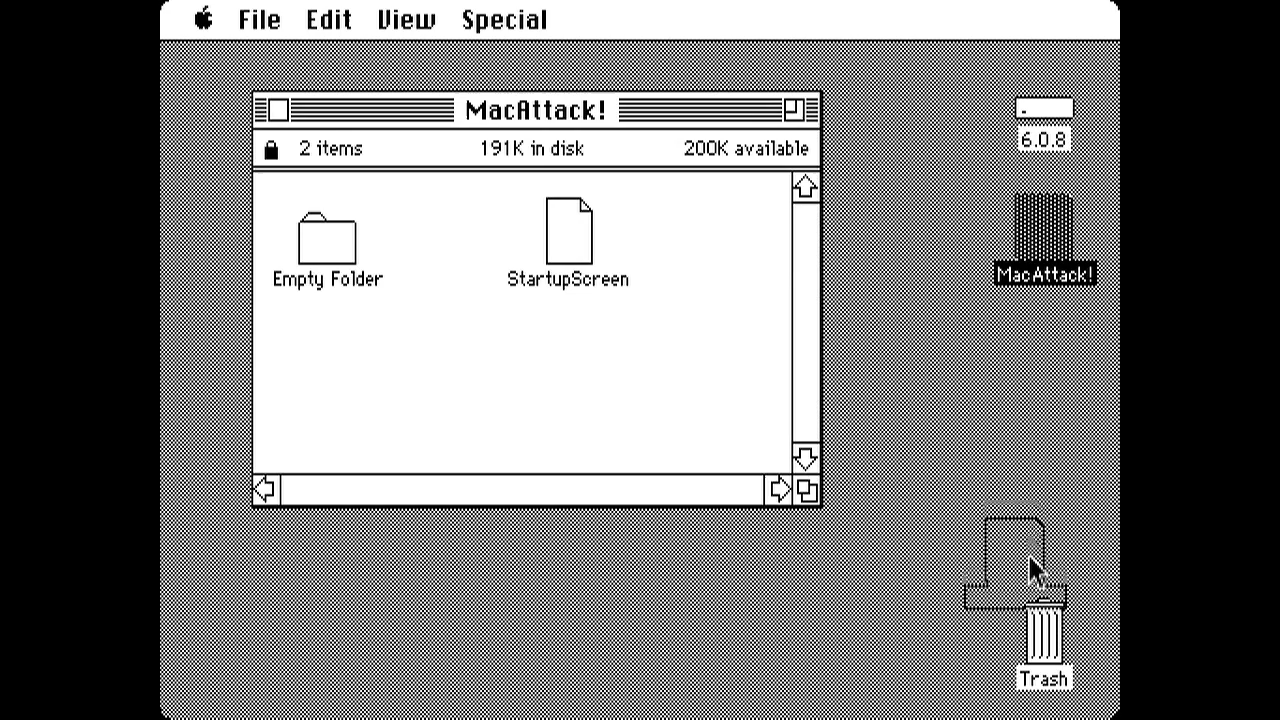 File Edit View Special
MacAttack!
2 items 191K in disk 200K available
Empty Folder StartupScreen
6.0.8
MacAttack!
Trash